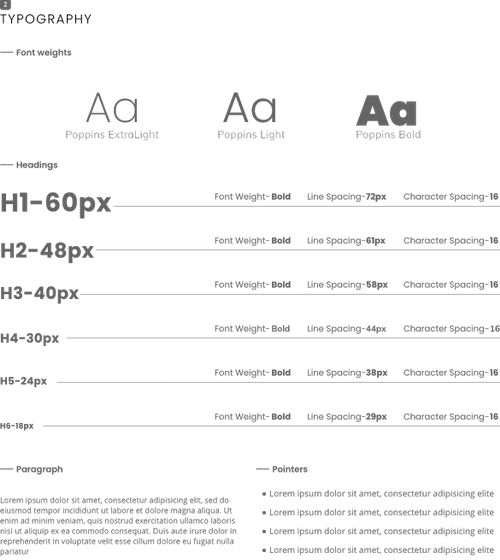 2
TYPOGRAPHY
Font weights
Aa Aa Aa
Poppins ExtraLight Poppins Light Poppins Bold
Headings
H1-60px Font Weight- Bold Line Spacing-72px Character Spacing-16
H2-48px Font Weight- Bold Line Spacing-61px Character Spacing-16
H3-40px Font Weight- Bold Line Spacing-58px Character Spacing-16
H4-30px Font Weight- Bold Line Spacing-44px Character Spacing-16
H5-24px Font Weight- Bold Line Spacing-38px Character Spacing-16
H6-18px Font Weight- Bold Line Spacing-29px Character Spacing-16
Paragraph
Lorem ipsum dolor sit amet, consectetur adipisicing elit, sed do
eiusmod tempor incididunt ut labore et dolore magna aliqua. Ut
enim ad minim veniam, quis nostrud exercitation ullamco laboris
nisi ut aliquip ex ea commodo consequat. Duis aute irure dolor in
reprehenderit in voluptate velit esse cillum dolore eu fugiat nulla
pariatur
Pointers
• Lorem ipsum dolor sit amet, consectetur adipisicing elite
• Lorem ipsum dolor sit amet, consectetur adipisicing elite
• Lorem ipsum dolor sit amet, consectetur adipisicing elite
• Lorem ipsum dolor sit amet, consectetur adipisicing elite